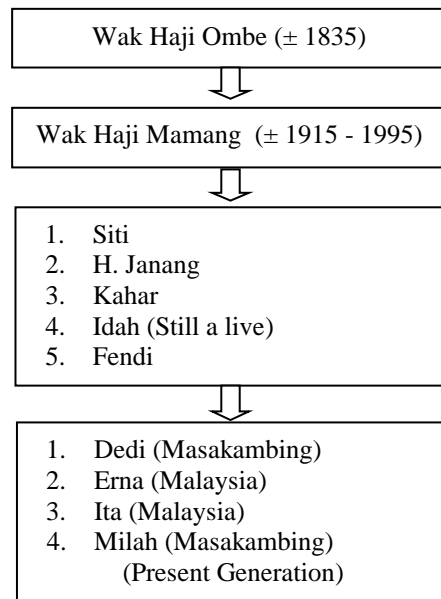 Wak Haji Ombe (± 1835)
Wak Haji Mamang (± 1915 - 1995)
1. Siti
2. H. Janang
3. Kahar
4. Idah (Still a live)
5. Fendi
1. Dedi (Masakambing)
2. Erna (Malaysia)
3. Ita (Malaysia)
4. Milah (Masakambing)
(Present Generation)